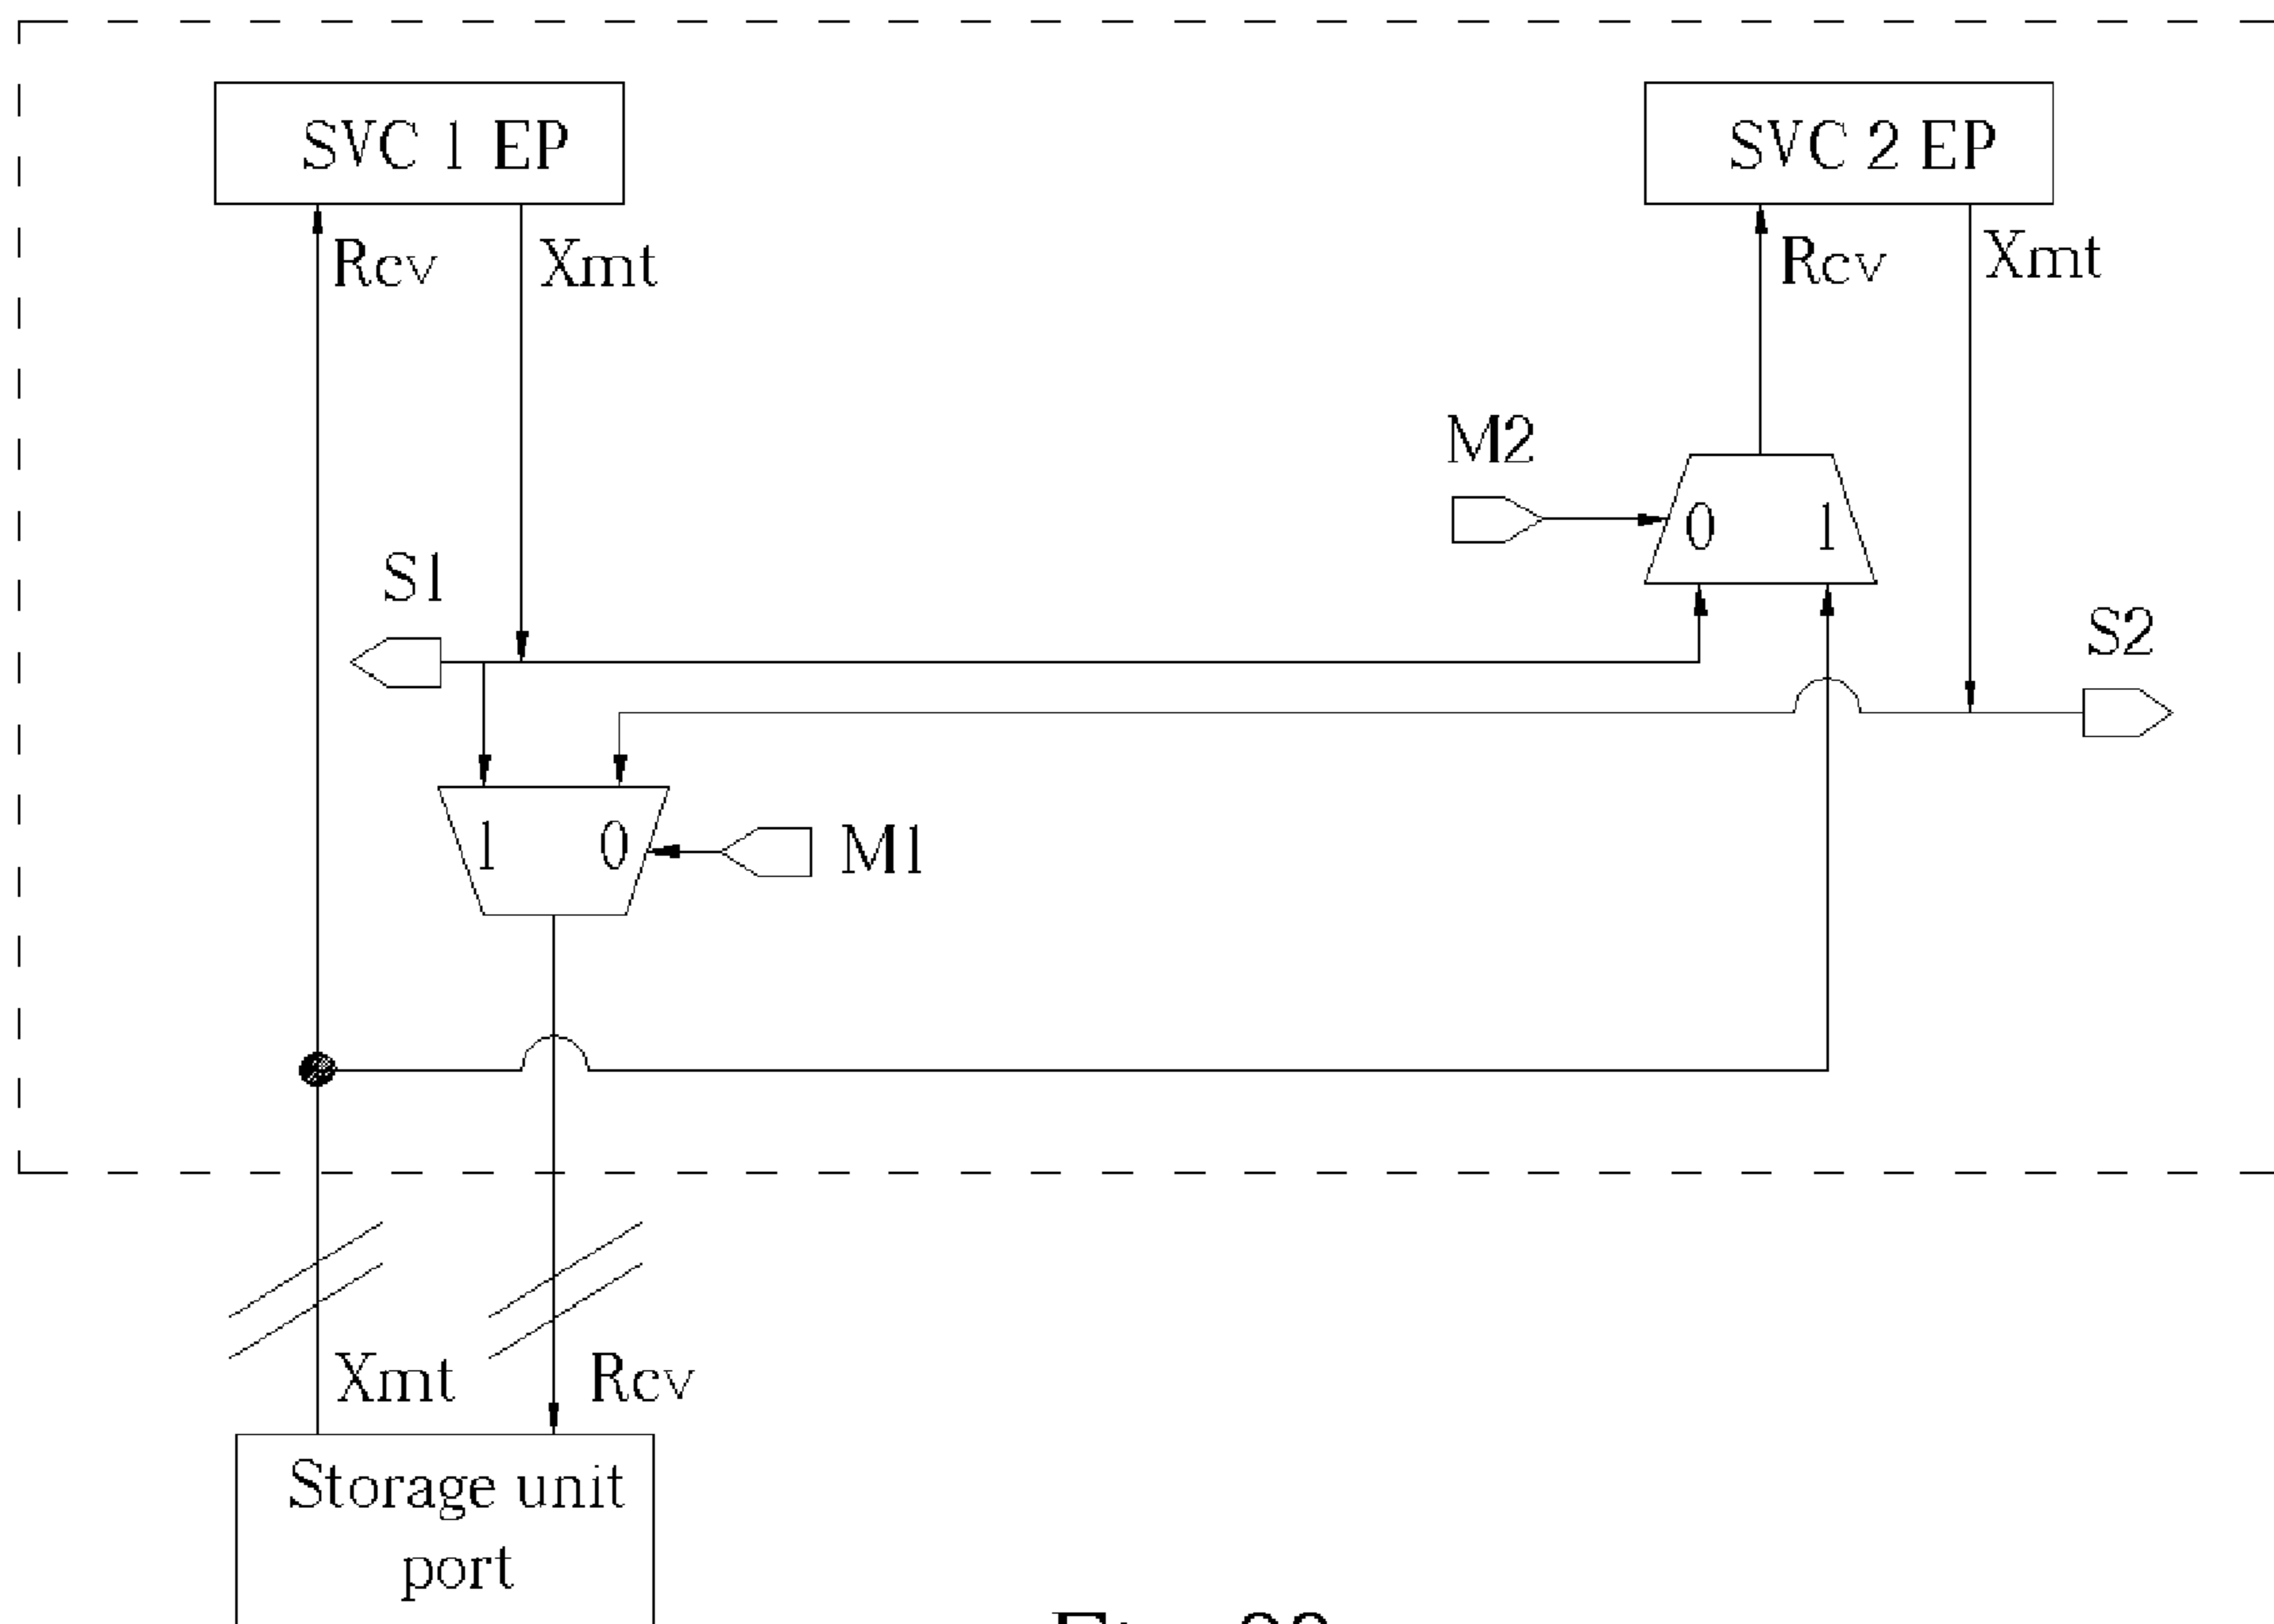 SVC 1 EP
SVC 2 EP
Rcv
Xmt
Rcv
Xmt
M2
0 1
S1
S2
1 0
M1
Xmt
Rcv
Storage unit
port